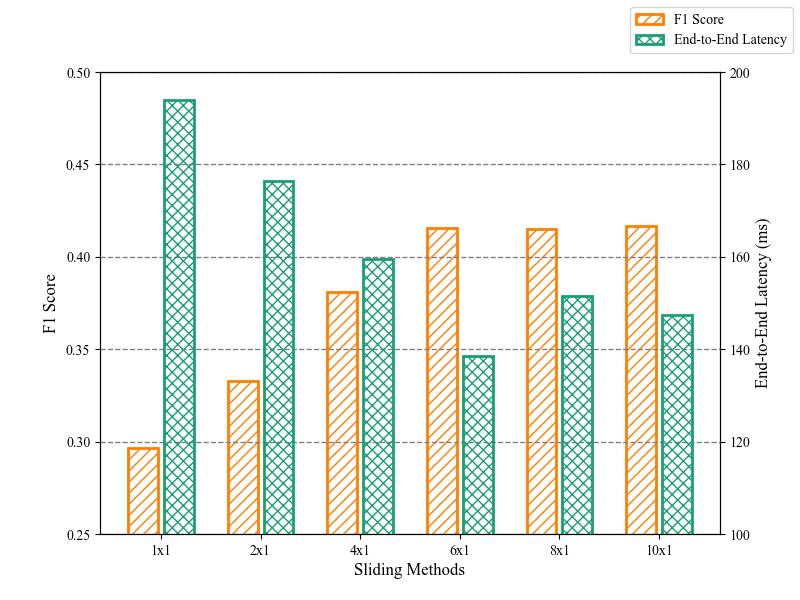 F1 Score
End-to-End Latency
0.50
0.45
0.40
0.35
0.30
0.25
F1 Score
200
180
160
140
120
100
End-to-End Latency (ms)
1x1 2x1 4x1 6x1 8x1 10x1
Sliding Methods